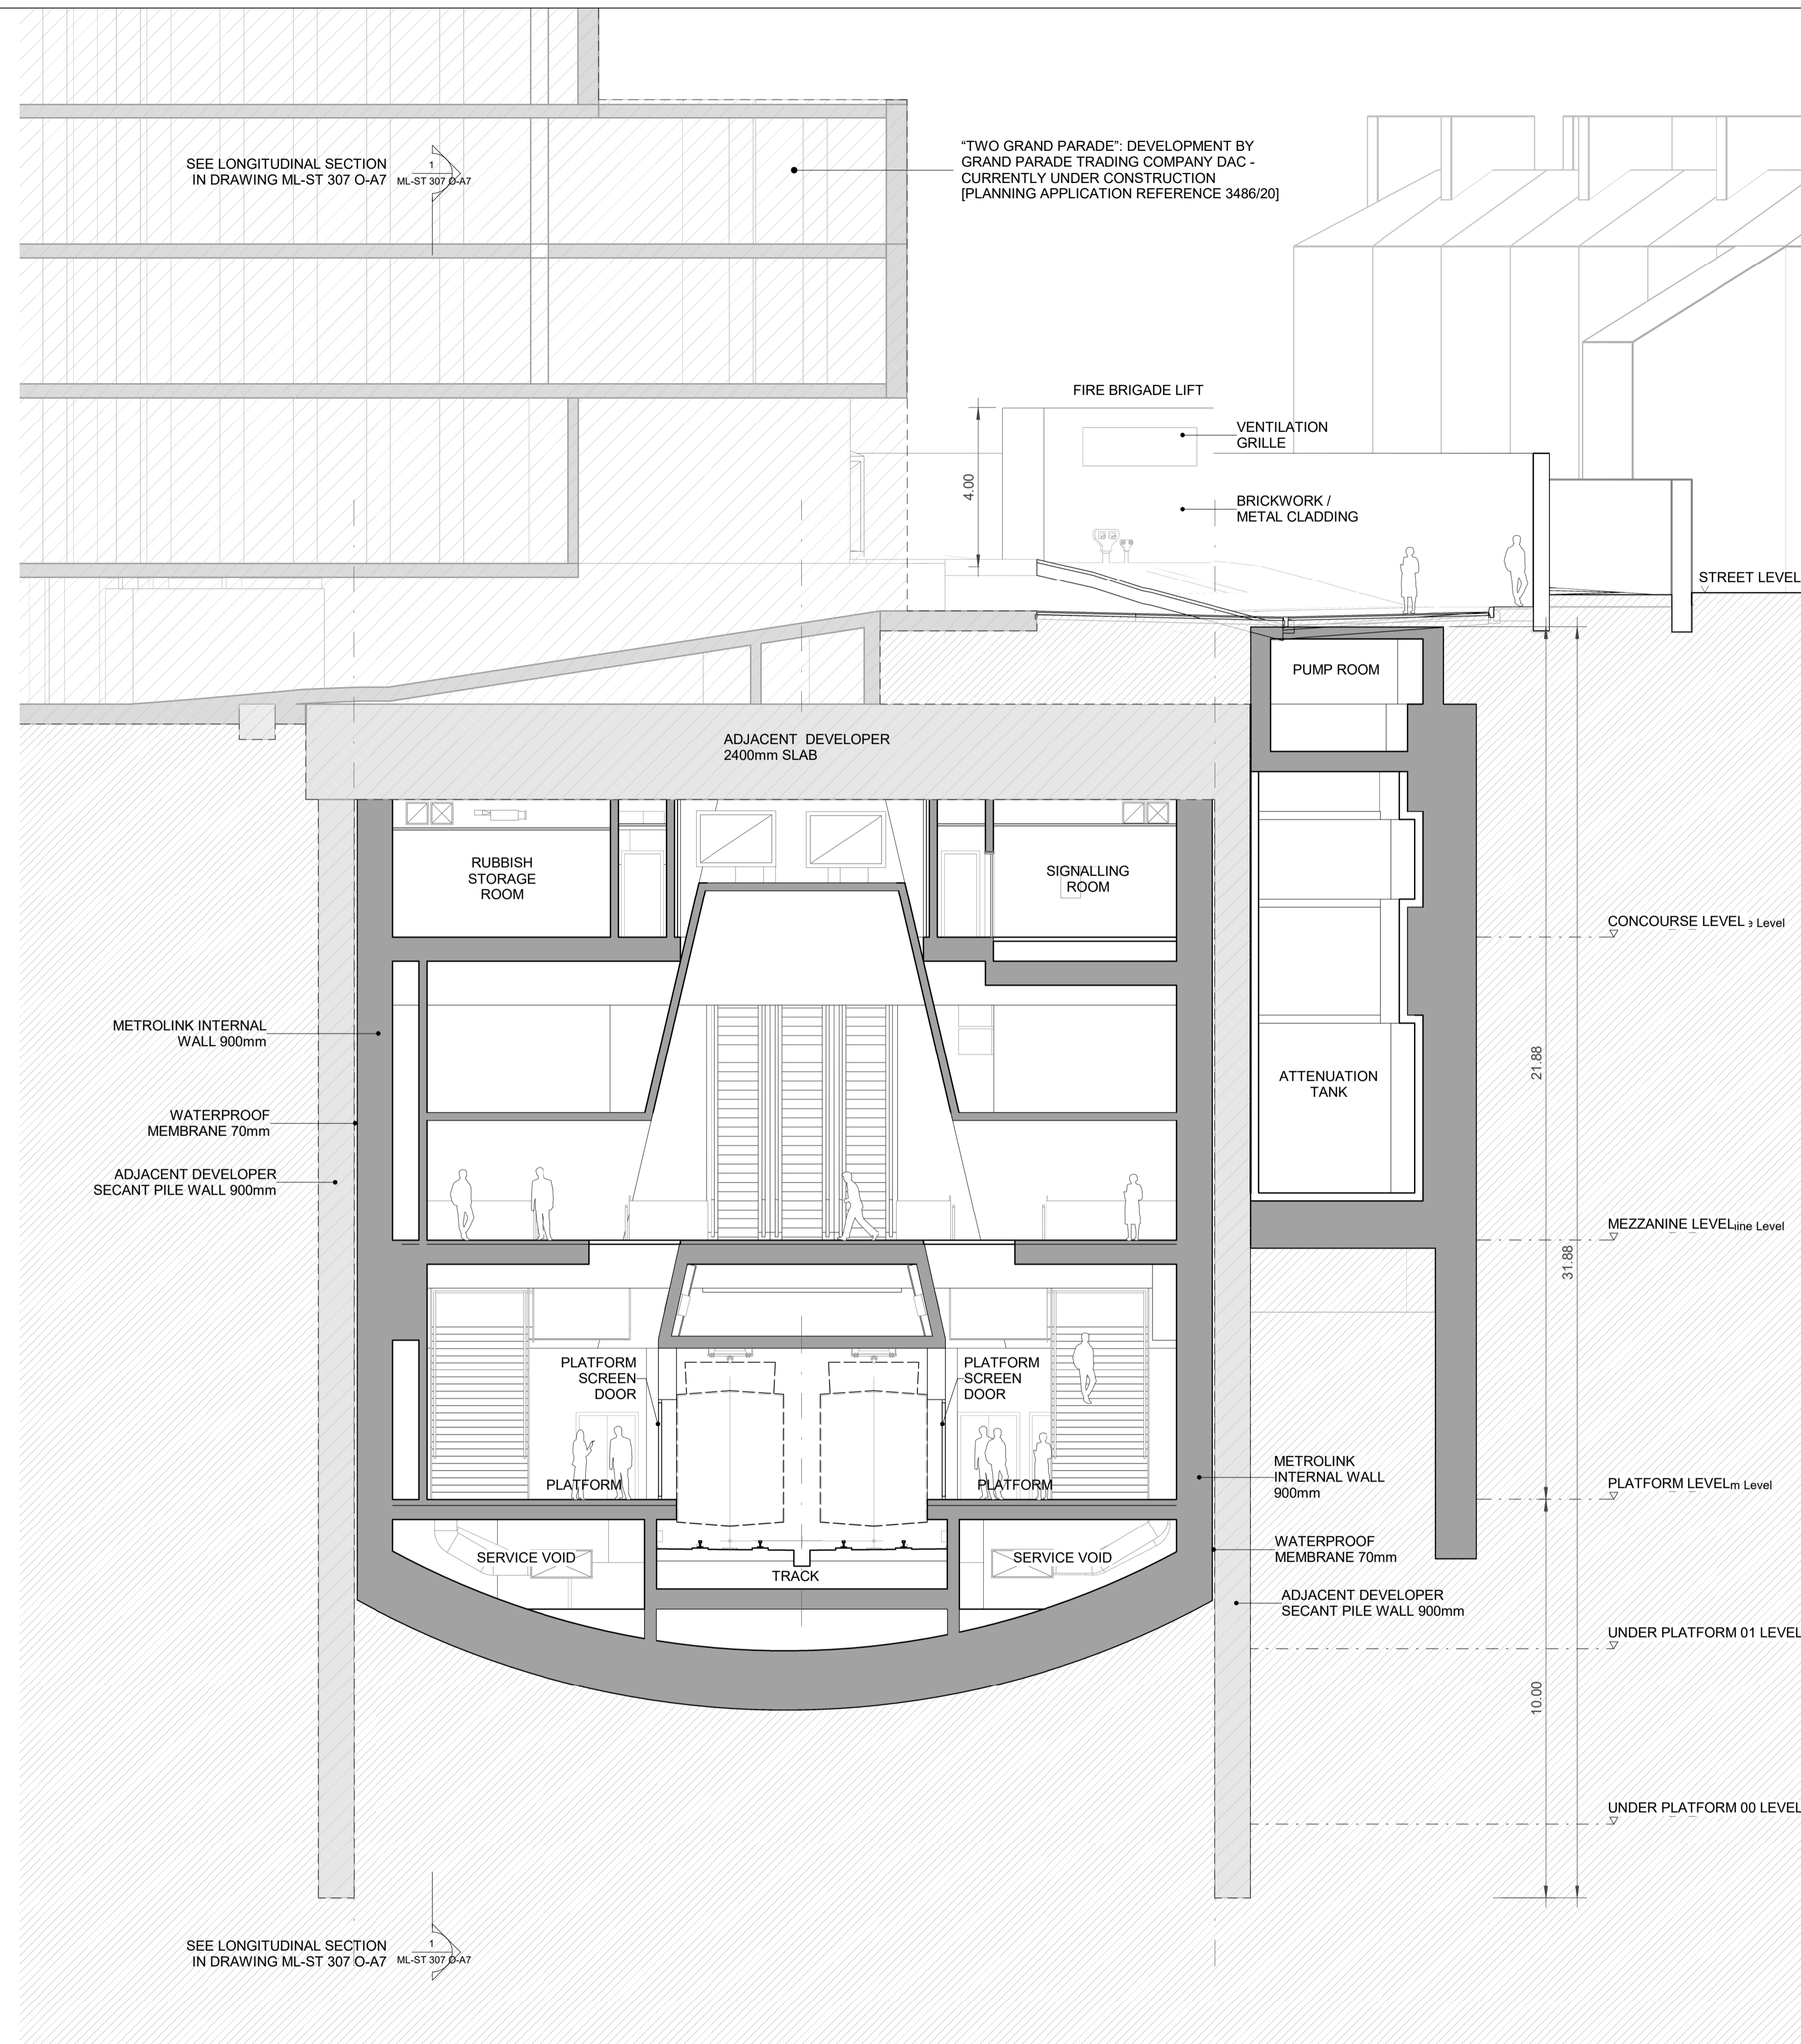 SEE LONGITUDINAL SECTION
IN DRAWING ML-ST 307 O-A7
1
ML-ST 307 O-A7
“TWO GRAND PARADE”: DEVELOPMENT BY
GRAND PARADE TRADING COMPANY DAC -
CURRENTLY UNDER CONSTRUCTION
[PLANNING APPLICATION REFERENCE 3486/20]
FIRE BRIGADE LIFT
VENTILATION
GRILLE
4.00
BRICKWORK /
METAL CLADDING
STREET LEVEL
PUMP ROOM
ADJACENT DEVELOPER
2400mm SLAB
RUBBISH
STORAGE
ROOM
SIGNALLING
ROOM
CONCOURSE LEVEL
e Level
METROLINK INTERNAL
WALL 900mm
21.88
ATTENUATION
TANK
WATERPROOF
MEMBRANE 70mm
ADJACENT DEVELOPER
SECANT PILE WALL 900mm
MEZZANINE LEVEL
ine Level
31.88
PLATFORM
SCREEN
DOOR
PLATFORM
SCREEN
DOOR
PLATFORM
PLATFORM
METROLINK
INTERNAL WALL
900mm
PLATFORM LEVEL
m Level
SERVICE VOID
TRACK
SERVICE VOID
WATERPROOF
MEMBRANE 70mm
ADJACENT DEVELOPER
SECANT PILE WALL 900mm
UNDER PLATFORM 01 LEVEL
10.00
UNDER PLATFORM 00 LEVEL
SEE LONGITUDINAL SECTION
IN DRAWING ML-ST 307 O-A7
1
ML-ST 307 O-A7